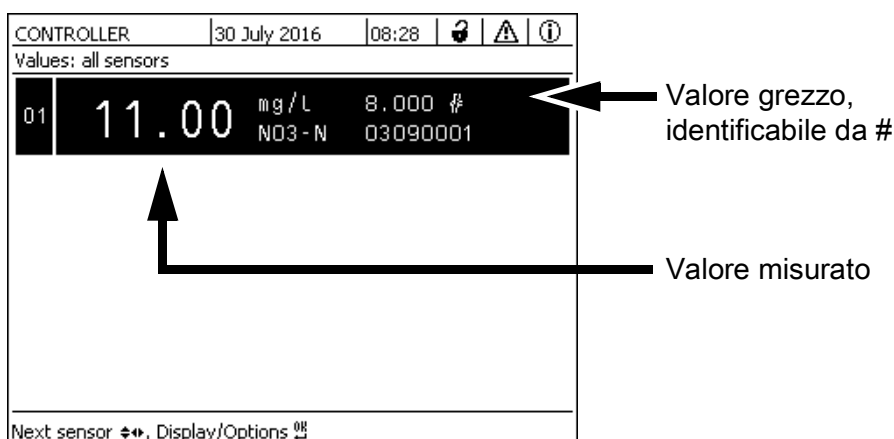 CONTROLLER 30 July 2016 08:28
Values: all sensors
01 11.00 mg/L 8.000 #
NO3-N 03090001
Valore grezzo,
identificabile da #
Valore misurato
Next sensor , Display/Options OK